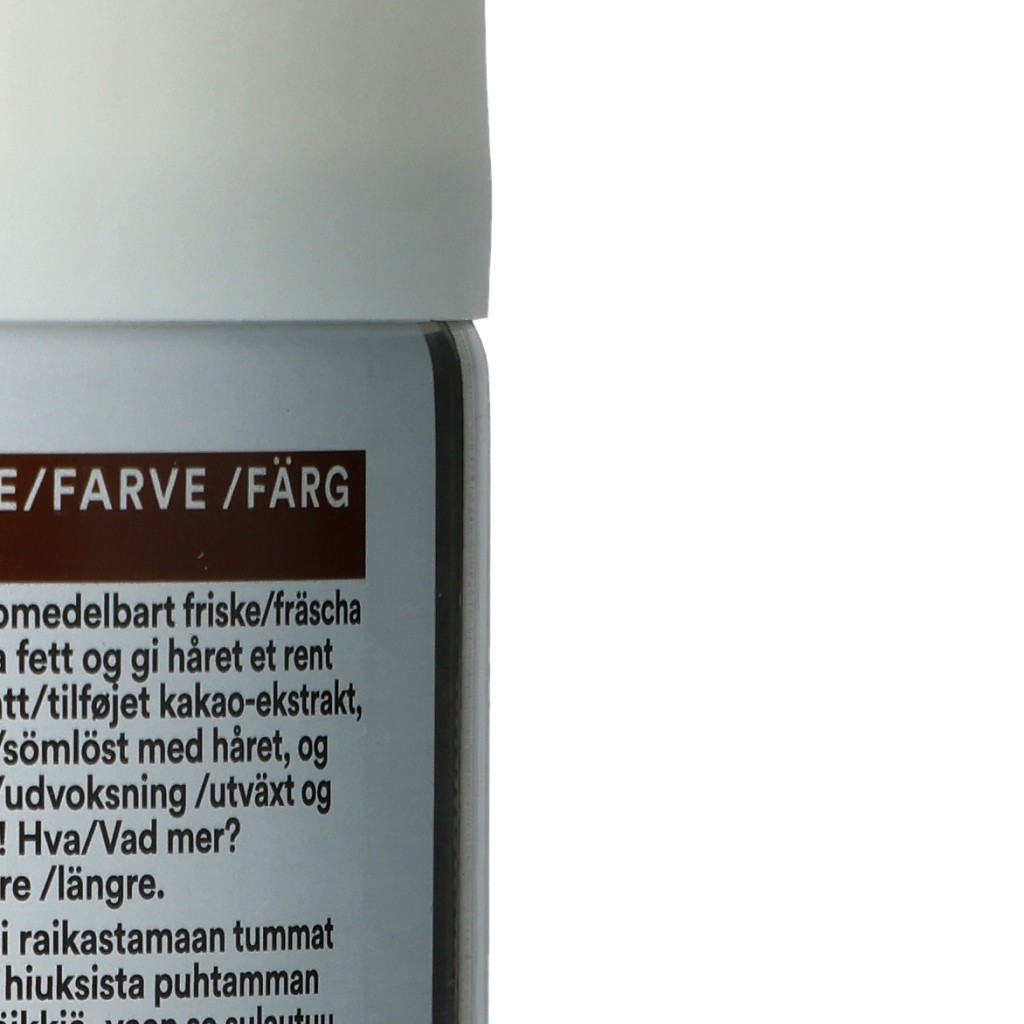 E/FARVE /FÄRG
omedelbart friske/fräscha
a fett og gi håret et rent
att/tilføjet kakao-ekstrakt,
/sömlöst med håret, og
/udvoksning /utväxt og
! Hva/Vad mer?
re /längre.
i raikastamaan tummat
hiuksista puhtamman